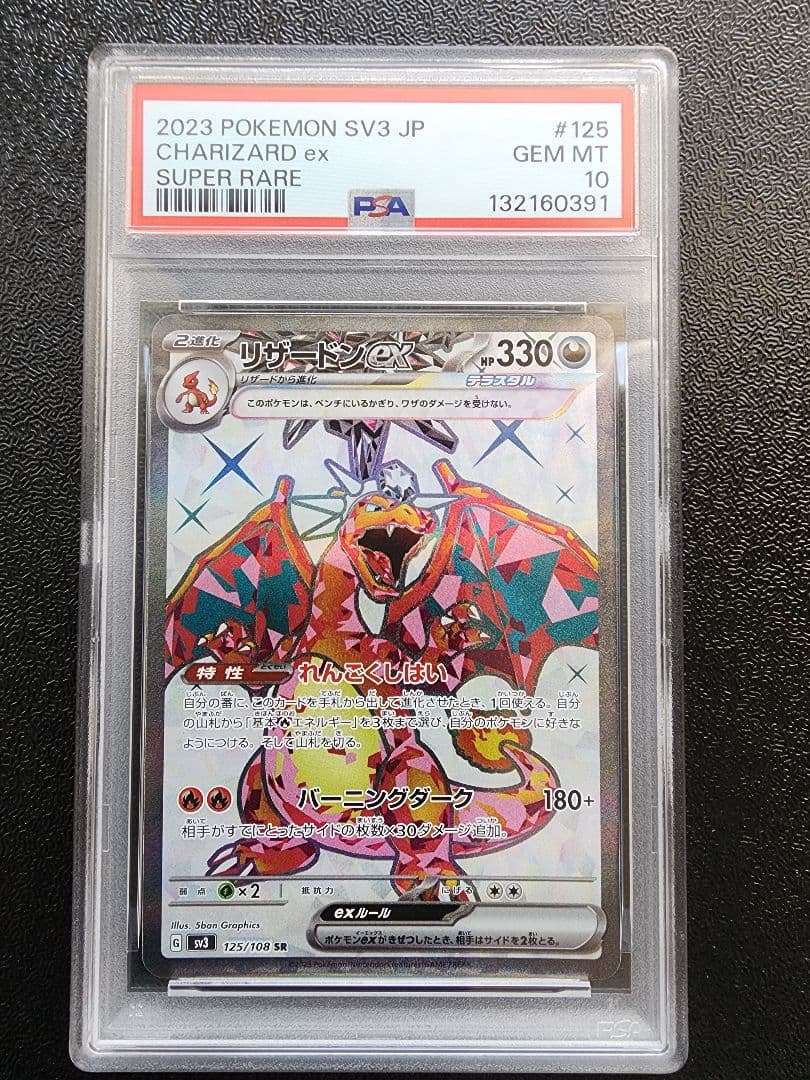 2023 POKEMON SV3 JP #125
CHARIZARD ex GEM MT
SUPER RARE 10
PSA 132160391
2進化 リザードンex HP330
リザードから進化 テラスタル
このポケモンは、ベンチにいるかぎり、ワザのダメージを受けない。
特性 とくせい れんごくしはい
自分の番に、このカードを手札から出して進化させたとき、1回使える。自分
の山札から「基本エネルギー」を3枚まで選び、自分のポケモンに好きな
ようにつける。そして山札を切る。
バーニングダーク 180+
相手がすでにとったサイドの枚数×30ダメージ追加。
弱点 ×2 抵抗力 にげる
exルール
ポケモンexがきぜつしたとき、相手はサイドを2枚とる。
Illus. 5ban Graphics
G sv3 125/108 SR
©2023 Pokémon/Nintendo/Creatures/GAME FREAK